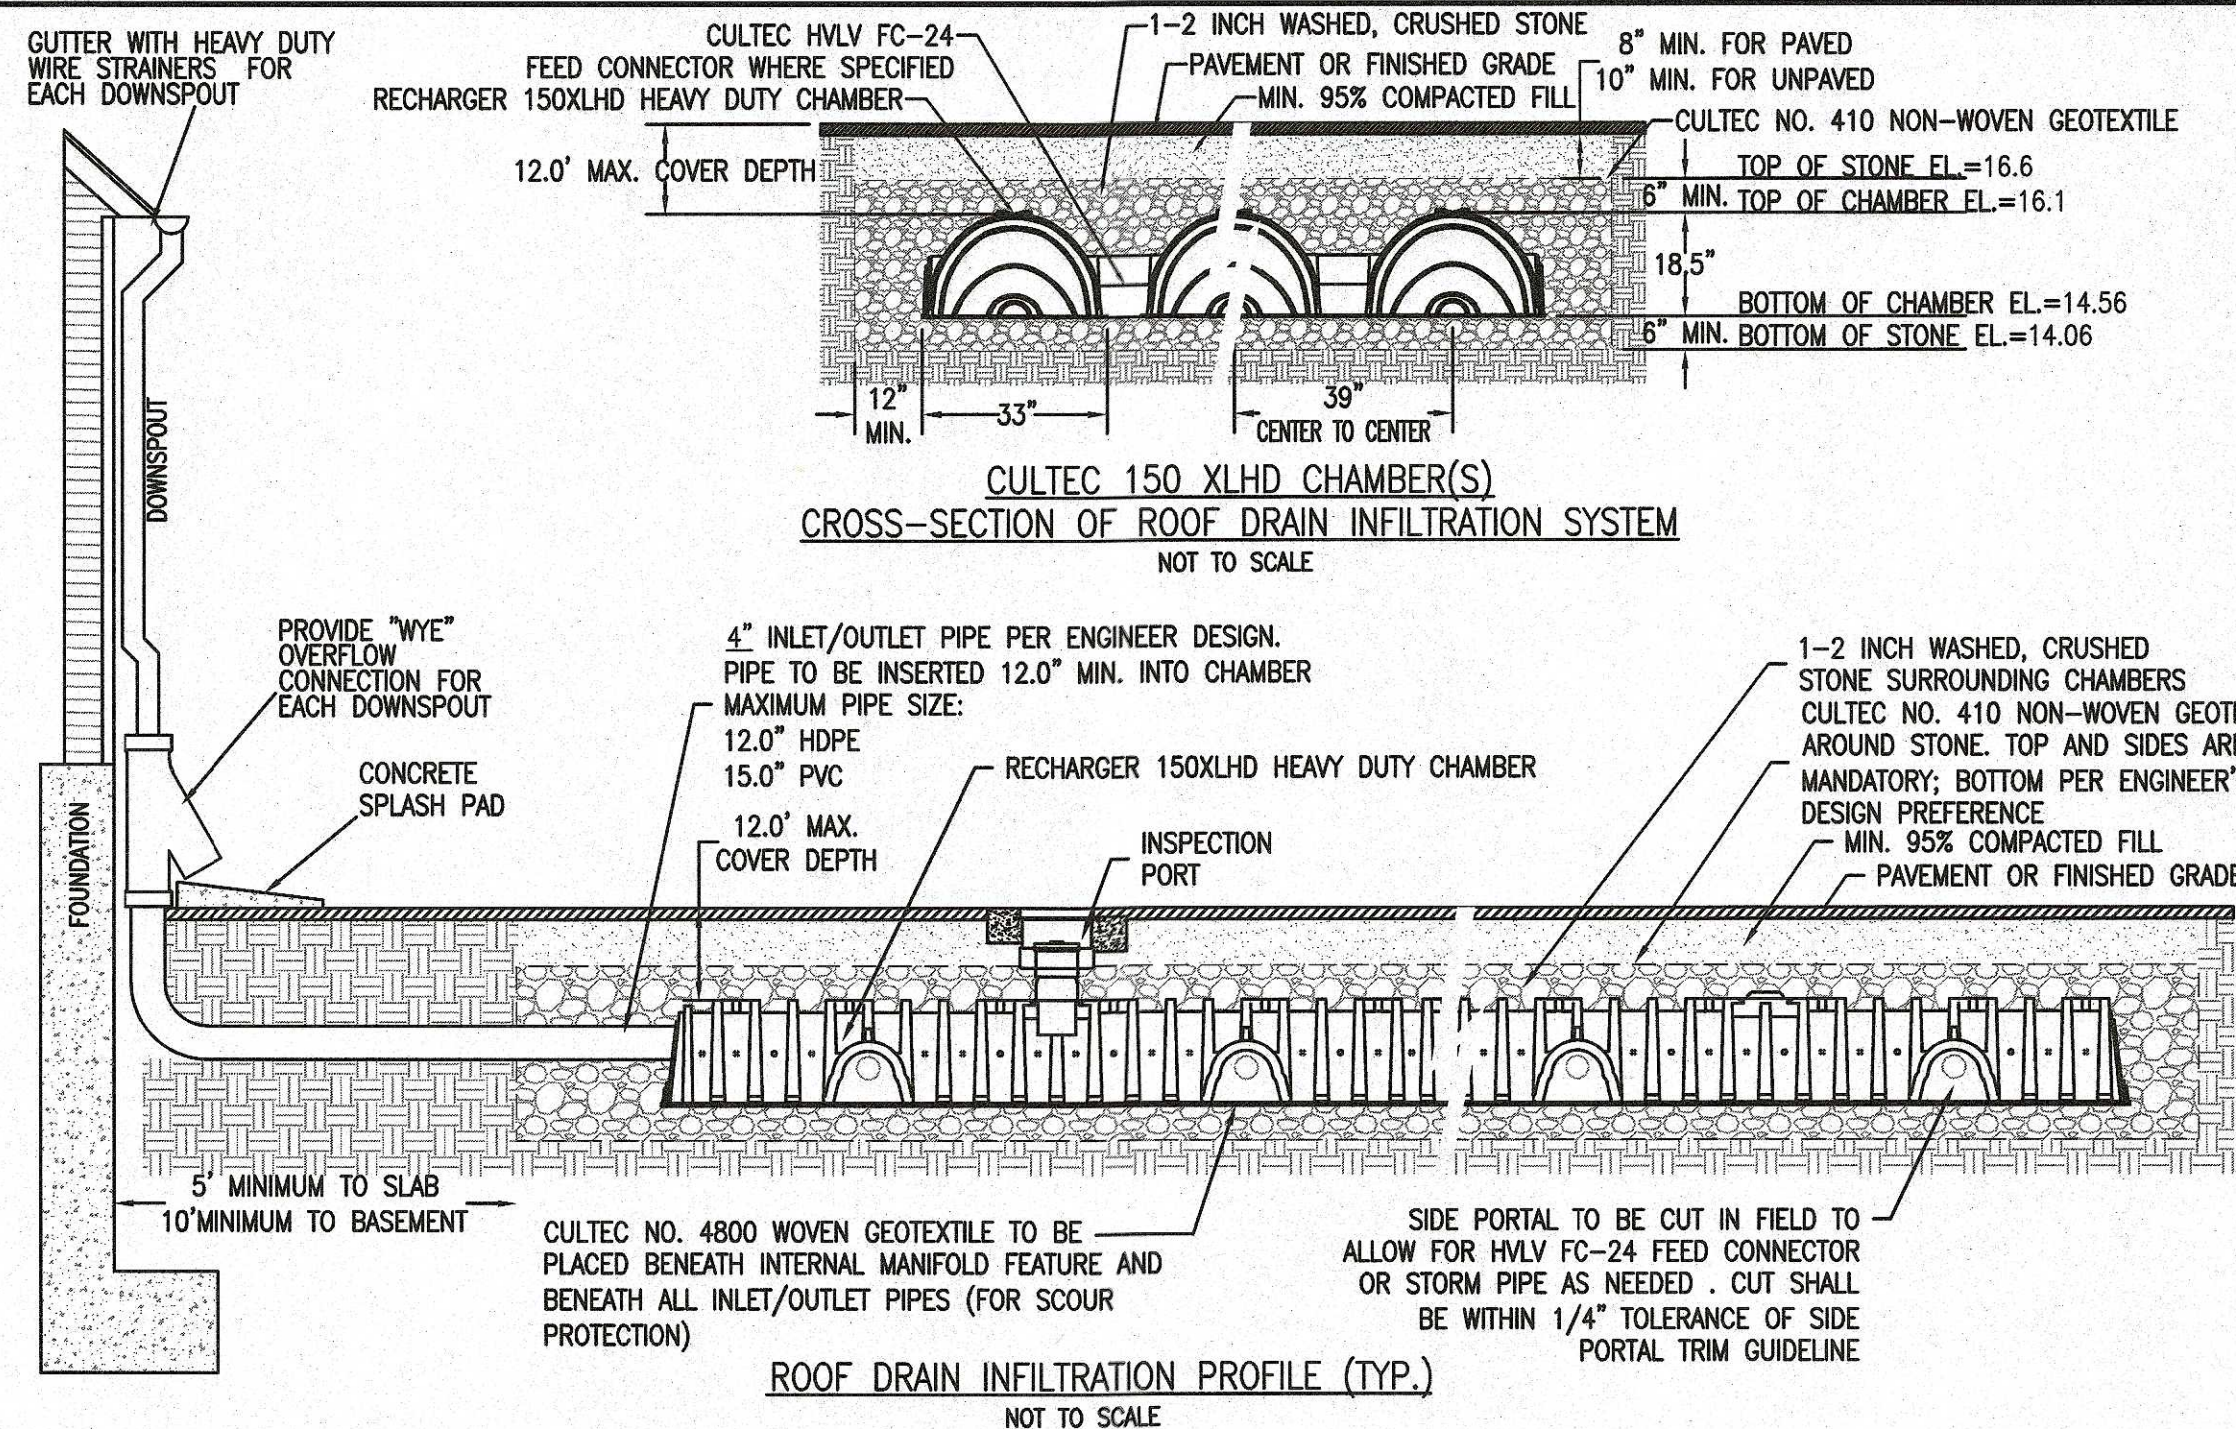 GUTTER WITH HEAVY DUTY
WIRE STRAINERS FOR
EACH DOWNSPOUT
CULTEC HVLV FC-24
FEED CONNECTOR WHERE SPECIFIED
RECHARGER 150XLHD HEAVY DUTY CHAMBER
1-2 INCH WASHED, CRUSHED STONE
PAVEMENT OR FINISHED GRADE
MIN. 95% COMPACTED FILL
8" MIN. FOR PAVED
10" MIN. FOR UNPAVED
CULTEC NO. 410 NON-WOVEN GEOTEXTILE
12.0' MAX. COVER DEPTH
TOP OF STONE EL.=16.6
6" MIN. TOP OF CHAMBER EL.=16.1
18.5"
BOTTOM OF CHAMBER EL.=14.56
6" MIN. BOTTOM OF STONE EL.=14.06
12"
MIN.
33"
39"
CENTER TO CENTER
CULTEC 150 XLHD CHAMBER(S)
CROSS-SECTION OF ROOF DRAIN INFILTRATION SYSTEM
NOT TO SCALE
DOWNSPOUT
PROVIDE "WYE"
OVERFLOW
CONNECTION FOR
EACH DOWNSPOUT
CONCRETE
SPLASH PAD
FOUNDATION
4" INLET/OUTLET PIPE PER ENGINEER DESIGN.
PIPE TO BE INSERTED 12.0" MIN. INTO CHAMBER
MAXIMUM PIPE SIZE:
12.0" HDPE
15.0" PVC
12.0' MAX.
COVER DEPTH
RECHARGER 150XLHD HEAVY DUTY CHAMBER
INSPECTION
PORT
1-2 INCH WASHED, CRUSHED
STONE SURROUNDING CHAMBERS
CULTEC NO. 410 NON-WOVEN
AROUND STONE. TOP AND SIDES
MANDATORY; BOTTOM PER ENGINEER'
DESIGN PREFERENCE
MIN. 95% COMPACTED FILL
PAVEMENT OR FINISHED GRADE
5' MINIMUM TO SLAB
10'MINIMUM TO BASEMENT
CULTEC NO. 4800 WOVEN GEOTEXTILE TO BE
PLACED BENEATH INTERNAL MANIFOLD FEATURE AND
BENEATH ALL INLET/OUTLET PIPES (FOR SCOUR
PROTECTION)
SIDE PORTAL TO BE CUT IN FIELD TO
ALLOW FOR HVLV FC-24 FEED CONNECTOR
OR STORM PIPE AS NEEDED . CUT SHALL
BE WITHIN 1/4" TOLERANCE OF SIDE
PORTAL TRIM GUIDELINE
ROOF DRAIN INFILTRATION PROFILE (TYP.)
NOT TO SCALE